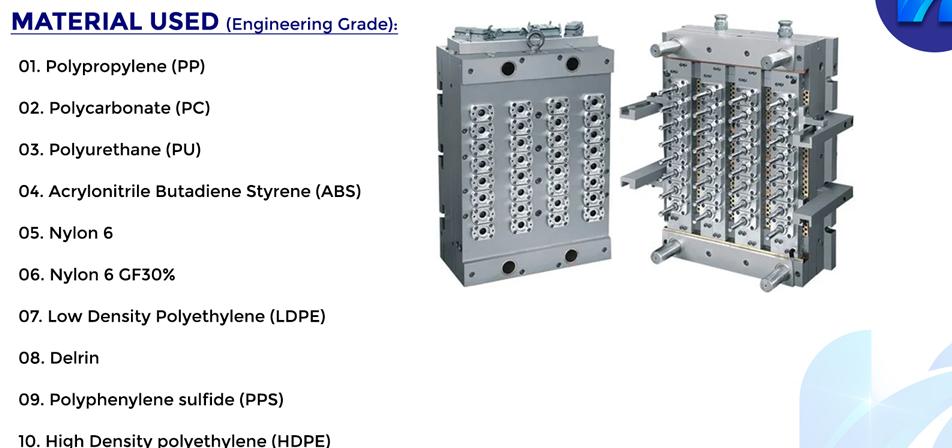 MATERIAL USED (Engineering Grade):
01. Polypropylene (PP)
02. Polycarbonate (PC)
03. Polyurethane (PU)
04. Acrylonitrile Butadiene Styrene (ABS)
05. Nylon 6
06. Nylon 6 GF30%
07. Low Density Polyethylene (LDPE)
08. Delrin
09. Polyphenylene sulfide (PPS)
10. High Density polyethylene (HDPE)